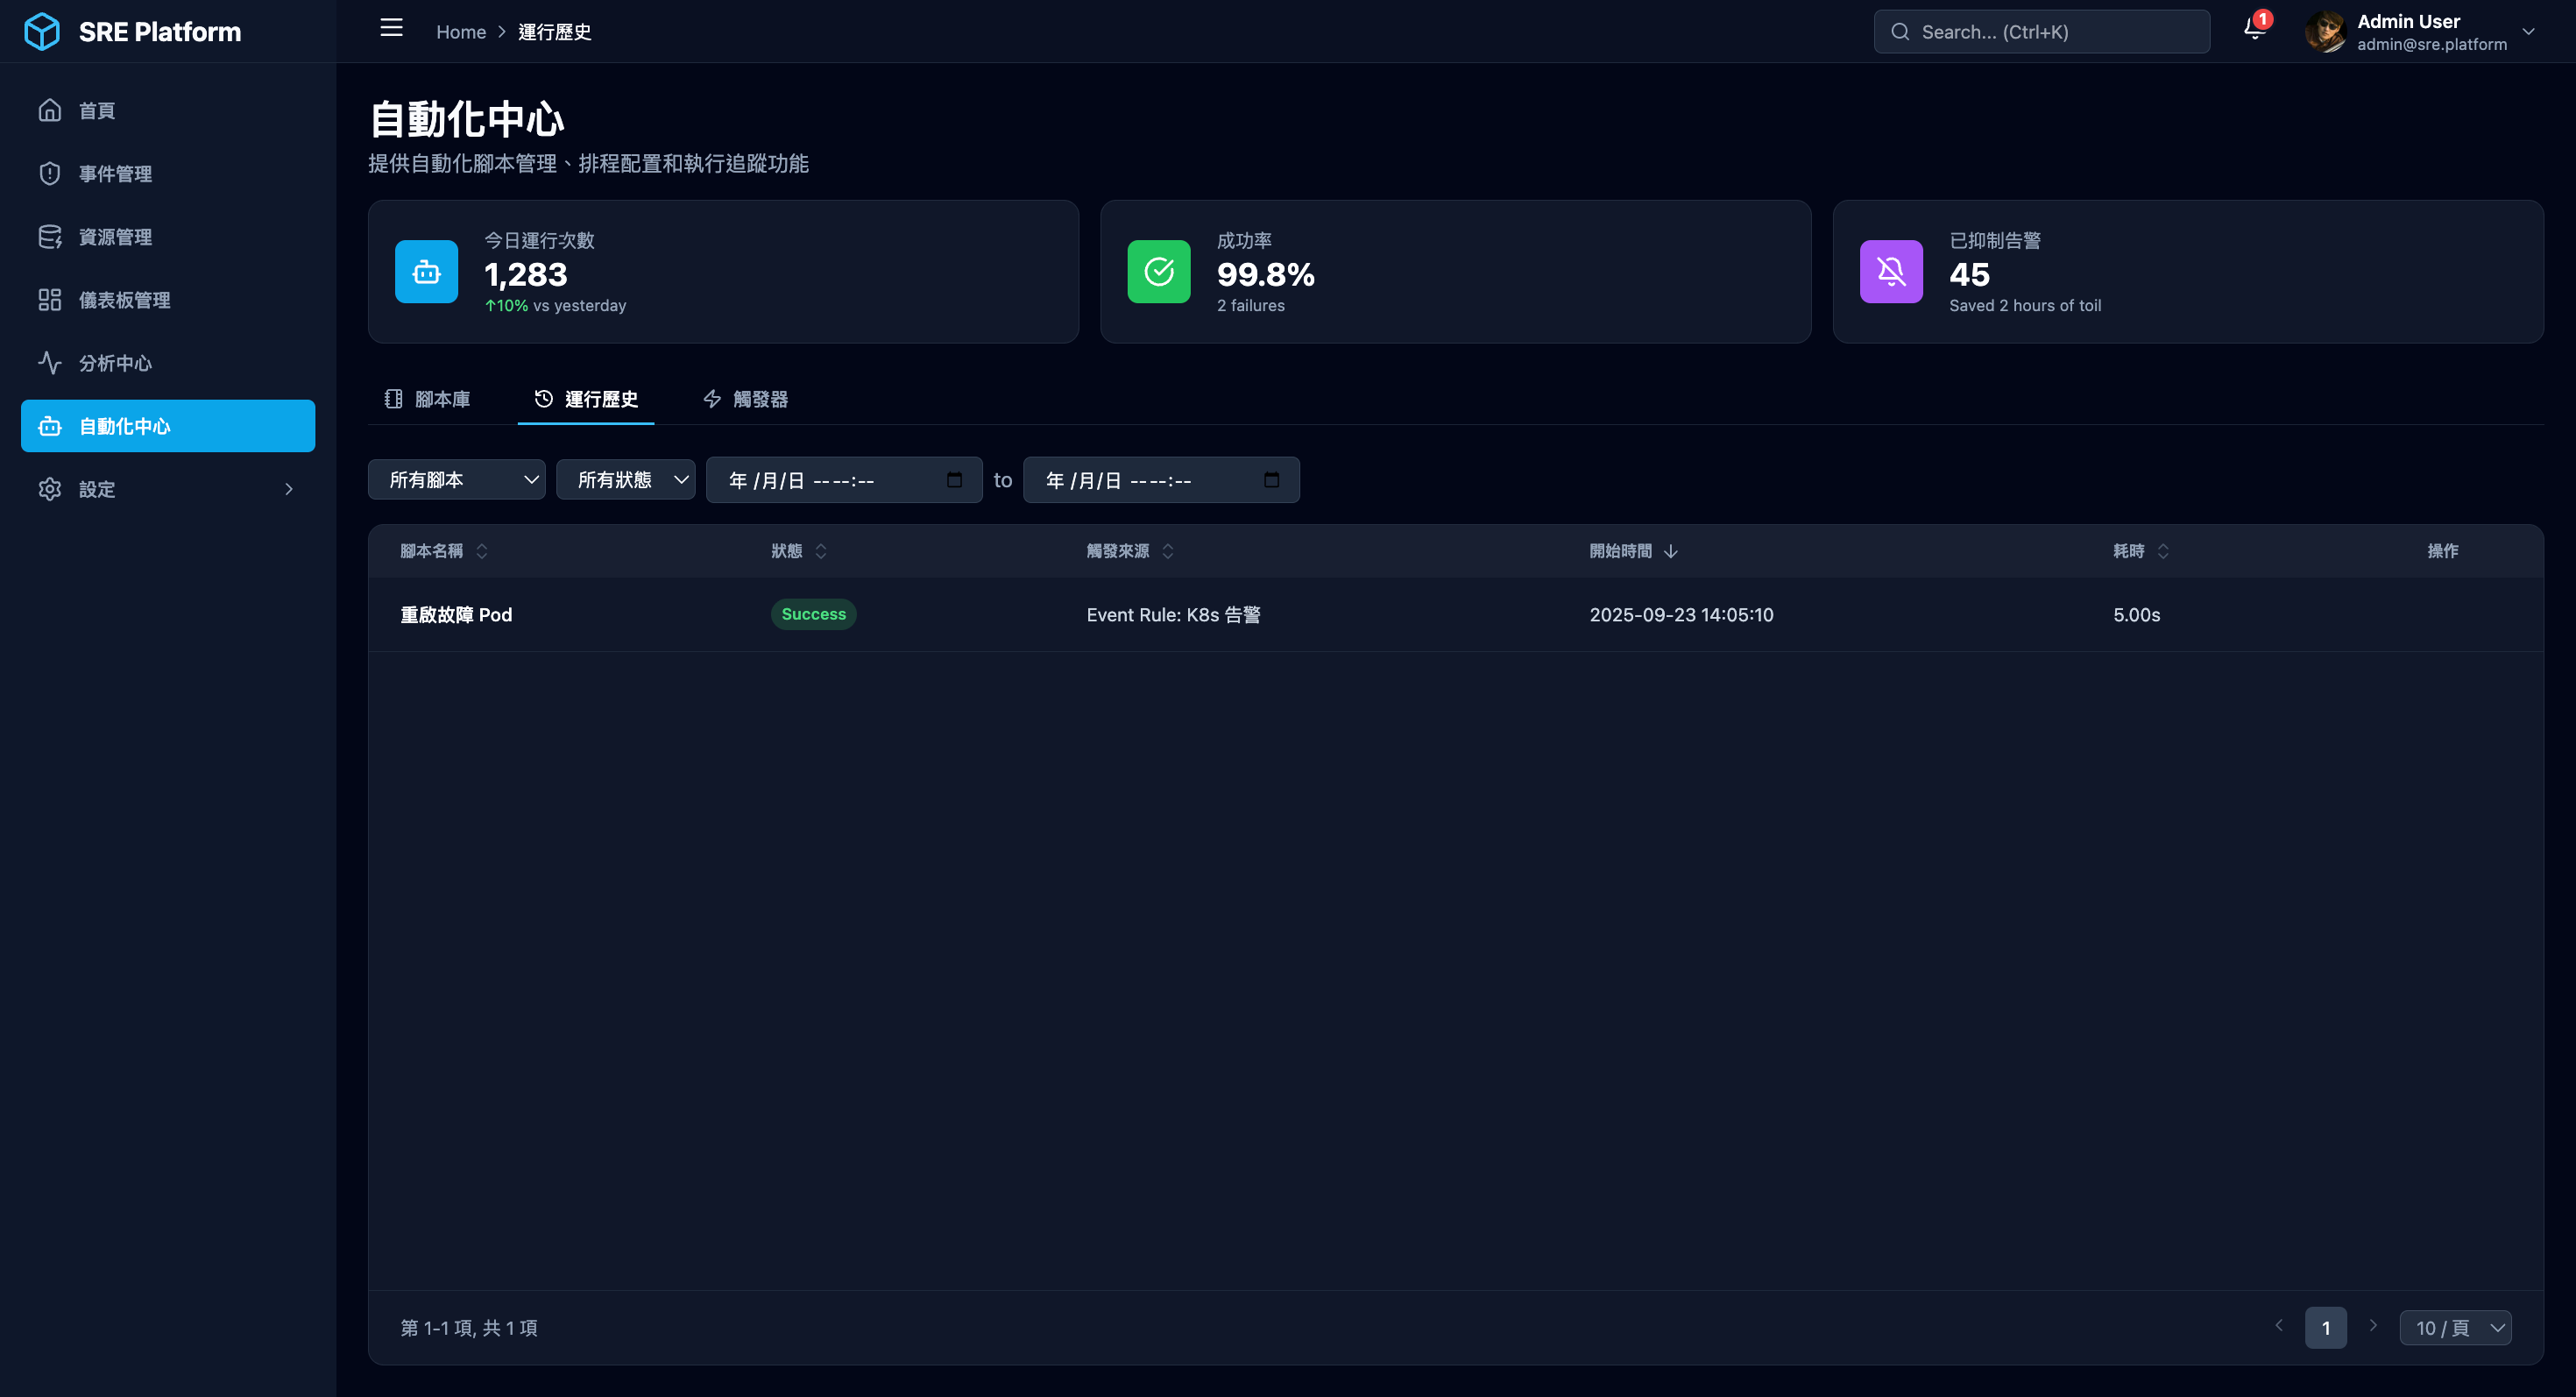 SRE Platform
Home > 運行歷史
Search... (Ctrl+K)
1
Admin User
admin@sre.platform
首頁
事件管理
資源管理
儀表板管理
分析中心
自動化中心
設定
自動化中心
提供自動化腳本管理、排程配置和執行追蹤功能
今日運行次數
1,283
↑10% vs yesterday
成功率
99.8%
2 failures
已抑制告警
45
Saved 2 hours of toil
腳本庫 運行歷史 觸發器
所有腳本 所有狀態 年 /月/日 -- --:-- to 年 /月/日 -- --:--
腳本名稱 狀態 觸發來源 開始時間 ↓ 耗時 操作
重啟故障 Pod Success Event Rule: K8s 告警 2025-09-23 14:05:10 5.00s
第 1-1 項, 共 1 項 1 10 / 頁